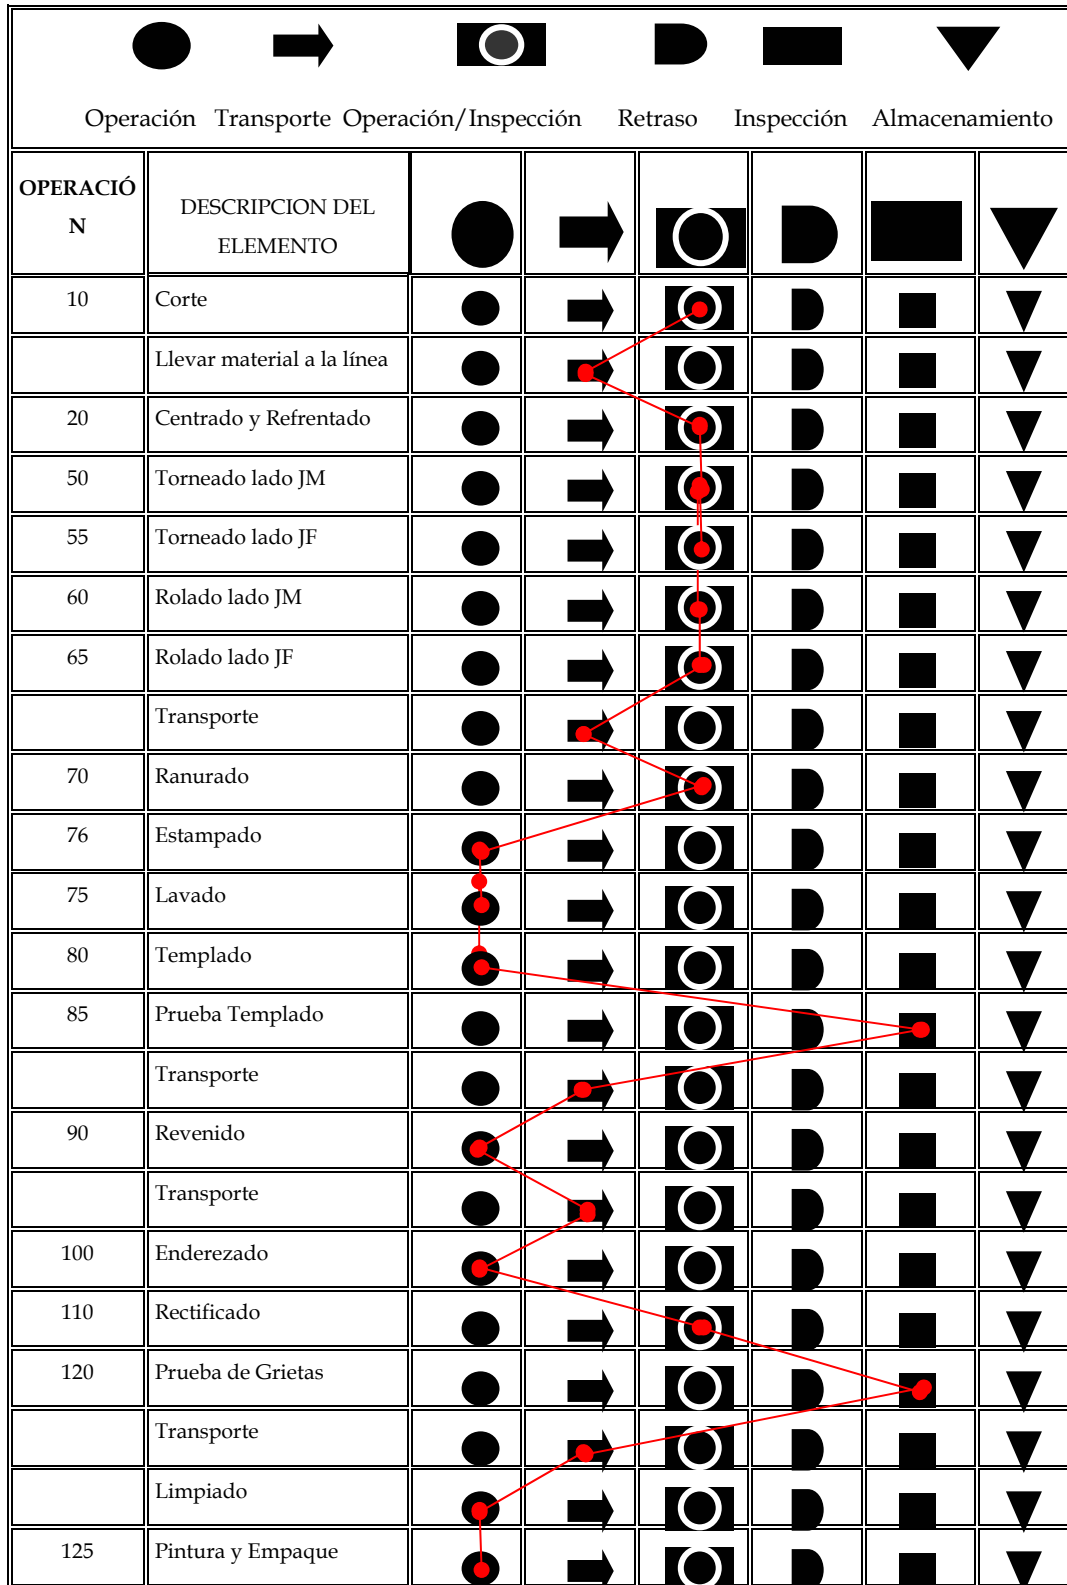 Operación Transporte Operación/Inspección Retraso Inspección Almacenamiento
OPERACIÓ
N
DESCRIPCION DEL
ELEMENTO
10 Corte
Llevar material a la línea
20 Centrado y Refrentado
50 Torneado lado JM
55 Torneado lado JF
60 Rolado lado JM
65 Rolado lado JF
Transporte
70 Ranurado
76 Estampado
75 Lavado
80 Templado
85 Prueba Templado
Transporte
90 Revenido
Transporte
100 Enderezado
110 Rectificado
120 Prueba de Grietas
Transporte
Limpiado
125 Pintura y Empaque